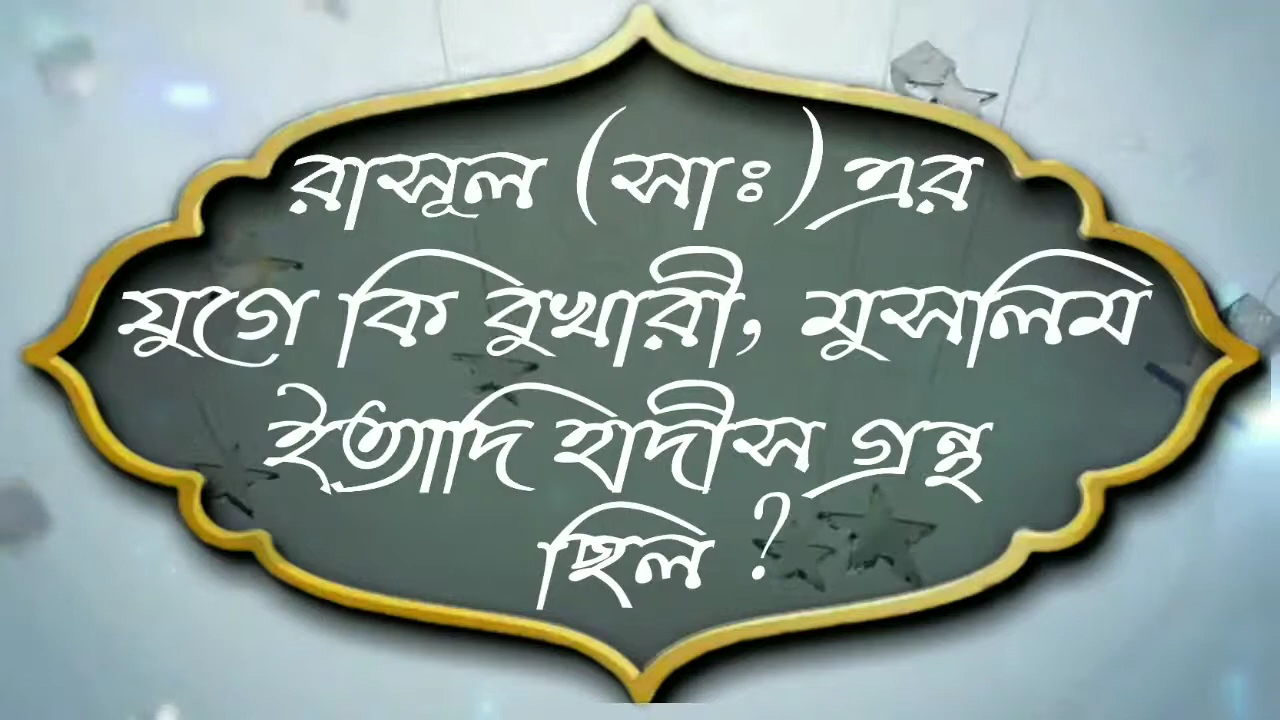 রাসূল (সাঃ) এর
যুগে কি বুখারী, মুসলিম
ইত্যাদি হাদীস গ্রন্থ
ছিল ?